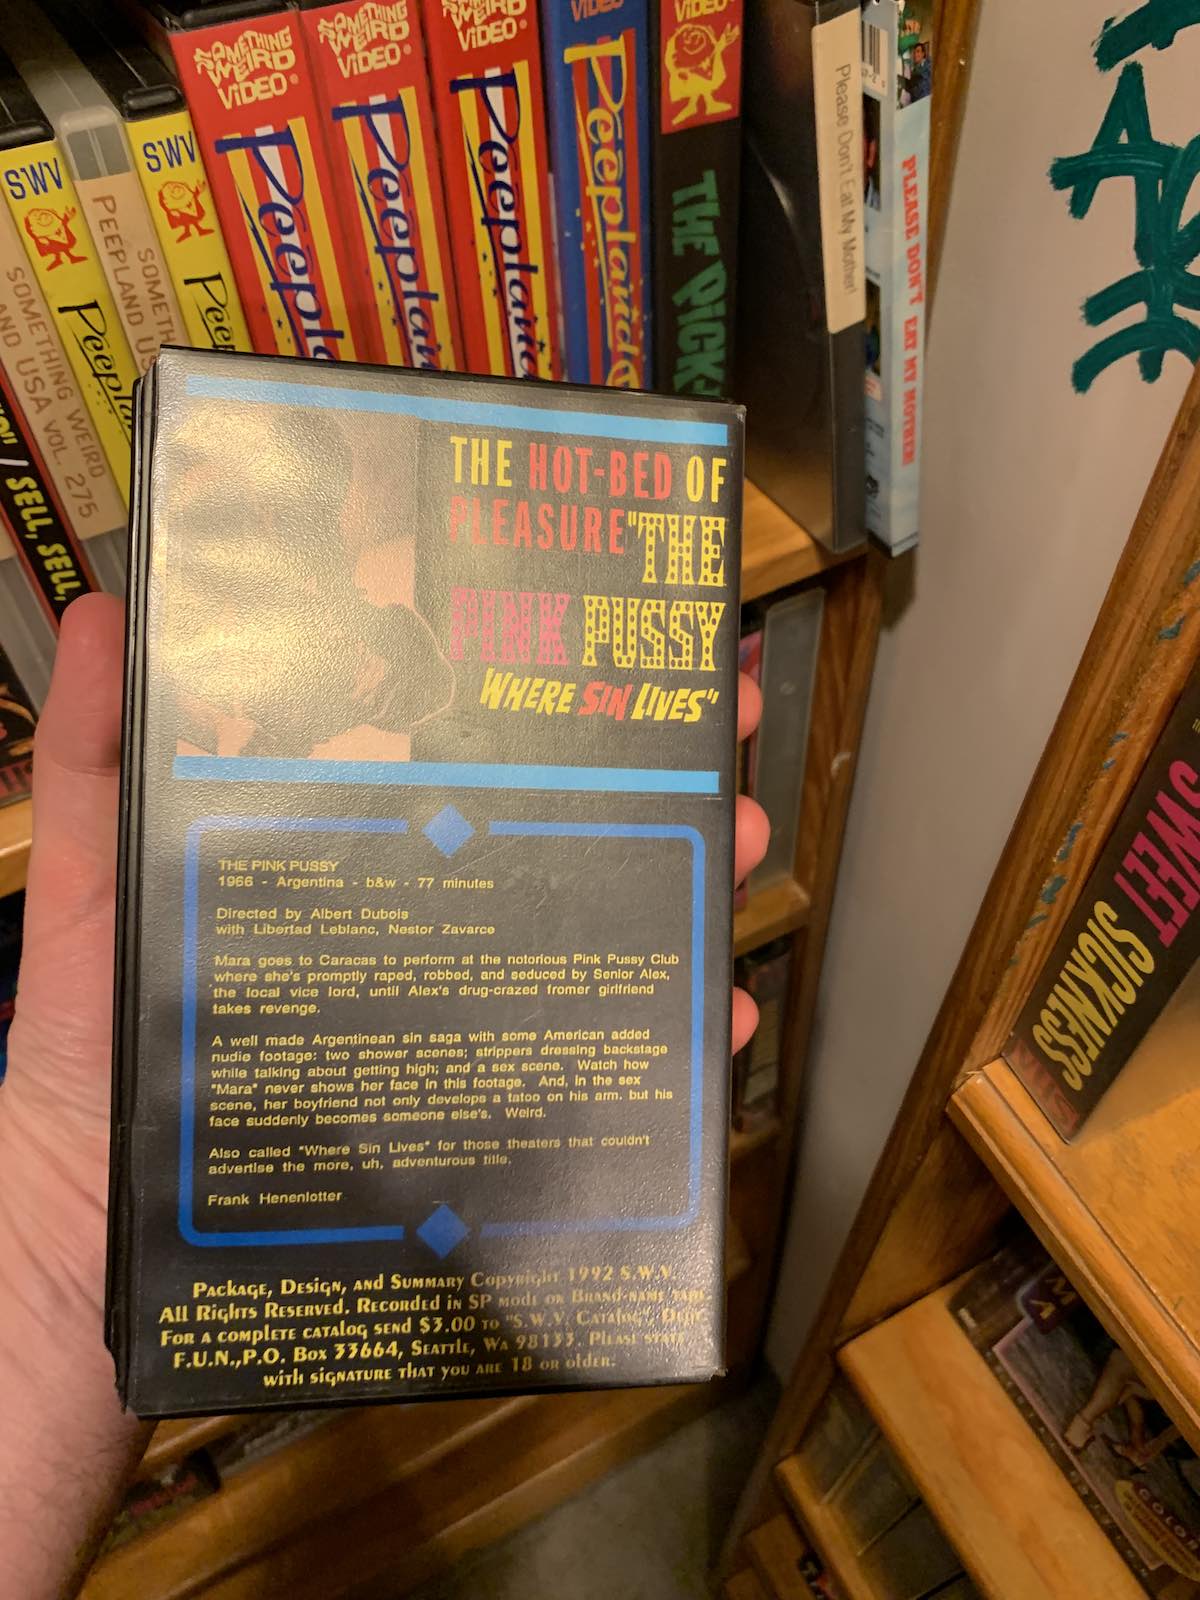 SOMETHING
WEIRD
VIDEO
SOMETHING
WEIRD
VIDEO
SOMETHING
WEIRD
VIDEO
VIDEO
VIDEO
SWV
SWV
PEEPLAND US
SOMETH
SOMETHING WEIRD
AND USA VOL. 275
/ SELL, SELL,
Peepla
Pee
Peepl
Peeplan
Peepland
Peepland
THE PICK
Please Don't Eat My Mother!
PLEASE DON'T EAT MY MOTHER
SWEET
SICKNESS
THE HOT-BED OF
PLEASURE "THE
PINK PUSSY
WHERE SIN LIVES"
THE PINK PUSSY
1966 - Argentina - b&w - 77 minutes
Directed by Albert Dubois
with Libertad Leblanc, Nestor Zavarce
Mara goes to Caracas to perform at the notorious Pink Pussy Club
where she's promptly raped, robbed, and seduced by Senior Alex,
the local vice lord, until Alex's drug-crazed fromer girlfriend
takes revenge.
A well made Argentinean sin saga with some American added
nudie footage: two shower scenes; strippers dressing backstage
while talking about getting high; and a sex scene. Watch how
"Mara" never shows her face in this footage. And, in the sex
scene, her boyfriend not only develops a tatoo on his arm. but his
face suddenly becomes someone else's. Weird.
Also called "Where Sin Lives" for those theaters that couldn't
advertise the more, uh, adventurous title.
Frank Henenlotter
Package, Design, and Summary Copyright 1992 S.W.V.
All Rights Reserved. Recorded in SP mode on Brand-name tape.
For a complete catalog send $3.00 to "S.W.V. Catalog", Dept.
F.U.N., P.O. Box 33664, Seattle, Wa 98133. Please state
with signature that you are 18 or older.